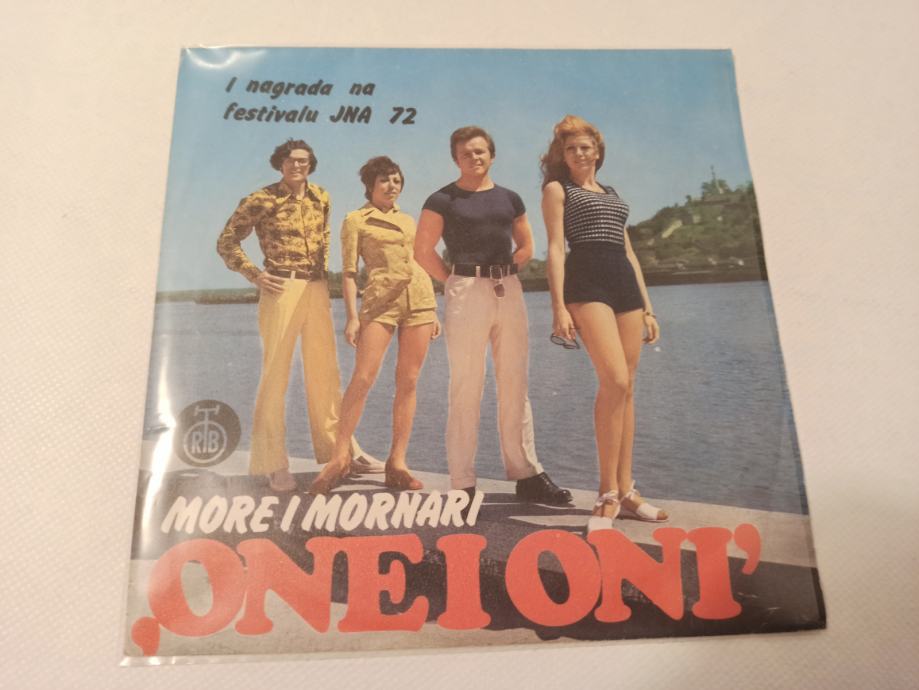 I nagrada na
festivalu JNA 72
RTB
MORE I MORNARI
‚ONE I ONI’